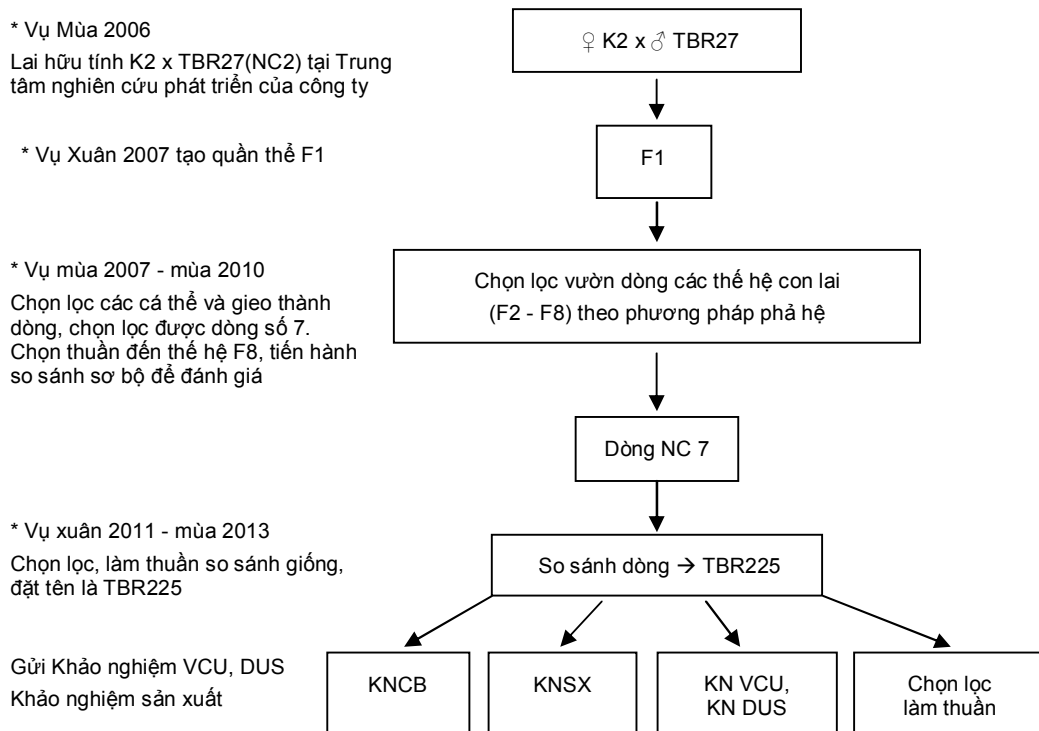 * Vụ Mùa 2006
Lai hữu tính K2 x TBR27(NC2) tại Trung
tâm nghiên cứu phát triển của công ty
♀ K2 x ♂ TBR27
* Vụ Xuân 2007 tạo quần thể F1
F1
* Vụ mùa 2007 - mùa 2010
Chọn lọc các cá thể và gieo thành
dòng, chọn lọc được dòng số 7.
Chọn thuần đến thế hệ F8, tiến hành
so sánh sơ bộ để đánh giá
Chọn lọc vườn dòng các thế hệ con lai
(F2 - F8) theo phương pháp phả hệ
Dòng NC 7
* Vụ xuân 2011 - mùa 2013
Chọn lọc, làm thuần so sánh giống,
đặt tên là TBR225
So sánh dòng → TBR225
Gửi Khảo nghiệm VCU, DUS
Khảo nghiệm sản xuất
KNCB
KNSX
KN VCU,
KN DUS
Chọn lọc
làm thuần